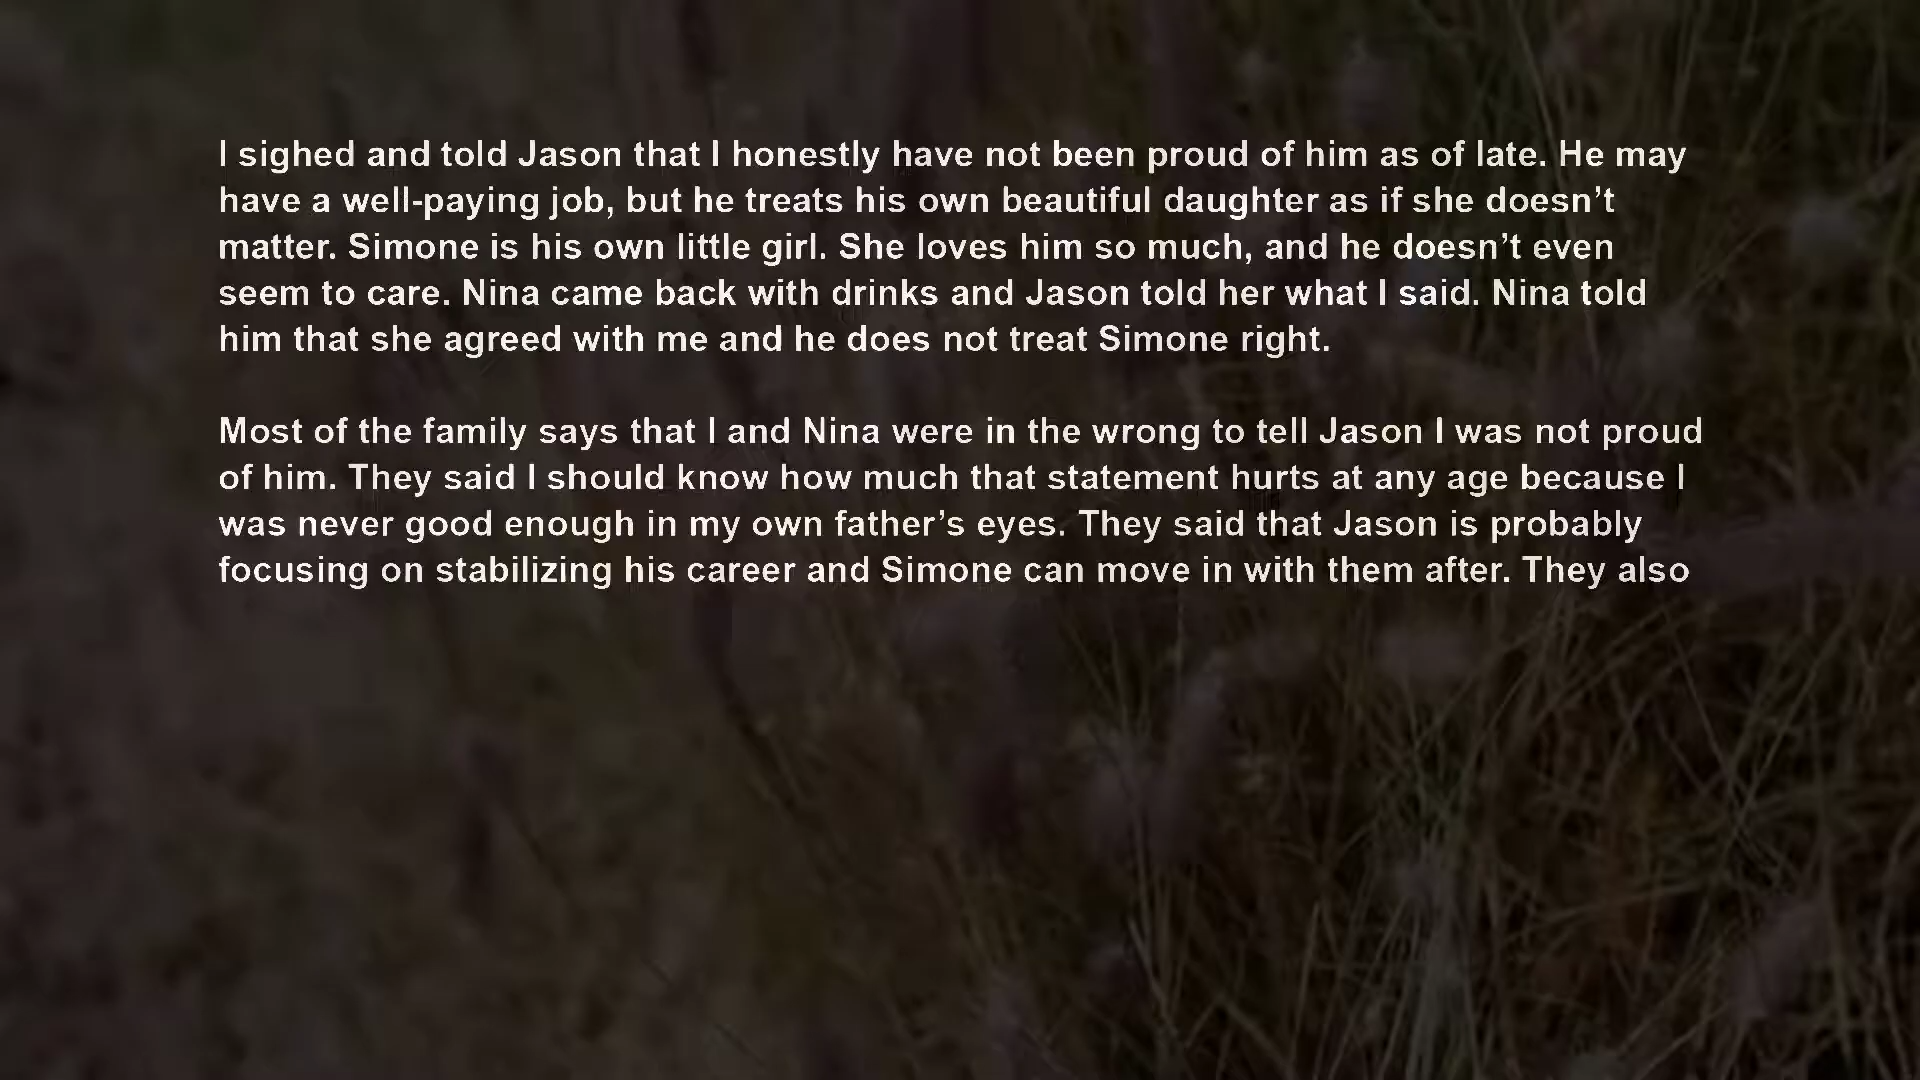 I sighed and told Jason that I honestly have not been proud of him as of late. He may
have a well-paying job, but he treats his own beautiful daughter as if she doesn’t
matter. Simone is his own little girl. She loves him so much, and he doesn’t even
seem to care. Nina came back with drinks and Jason told her what I said. Nina told
him that she agreed with me and he does not treat Simone right.
Most of the family says that I and Nina were in the wrong to tell Jason I was not proud
of him. They said I should know how much that statement hurts at any age because I
was never good enough in my own father’s eyes. They said that Jason is probably
focusing on stabilizing his career and Simone can move in with them after. They also